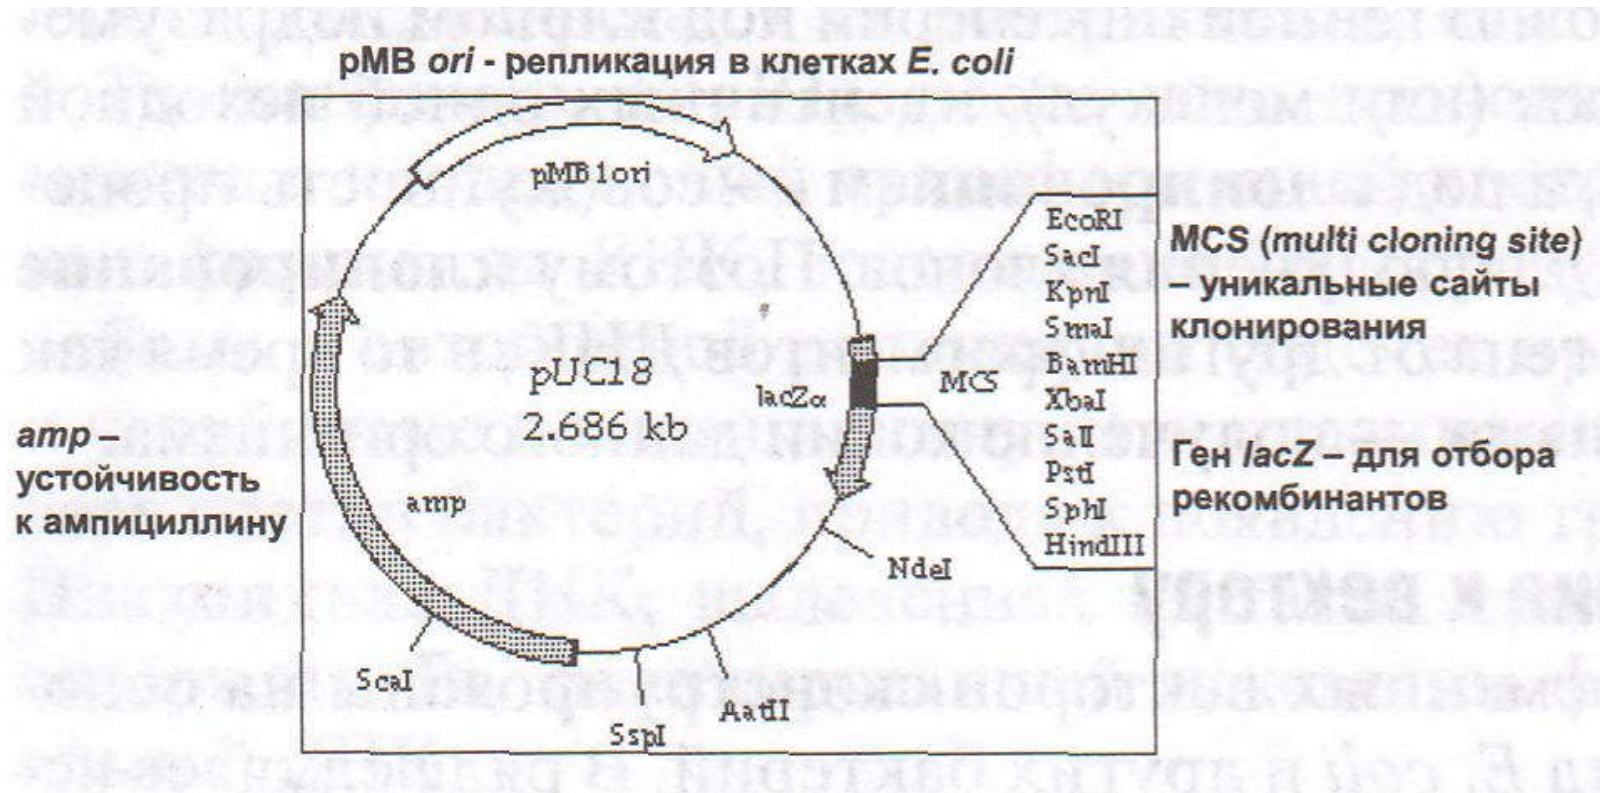 pMB ori - репликация в клетках E. coli
pMB1ori
EcoRI
SacI
KpnI
SmaI
BamHI
XbaI
SalI
PstI
SphI
HindIII
MCS (multi cloning site)
– уникальные сайты
клонирования
pUC18
2.686 kb
lacZα
MCS
amp –
устойчивость
к ампициллину
amp
Ген lacZ – для отбора
рекомбинантов
NdeI
ScaI
SspI
AatII